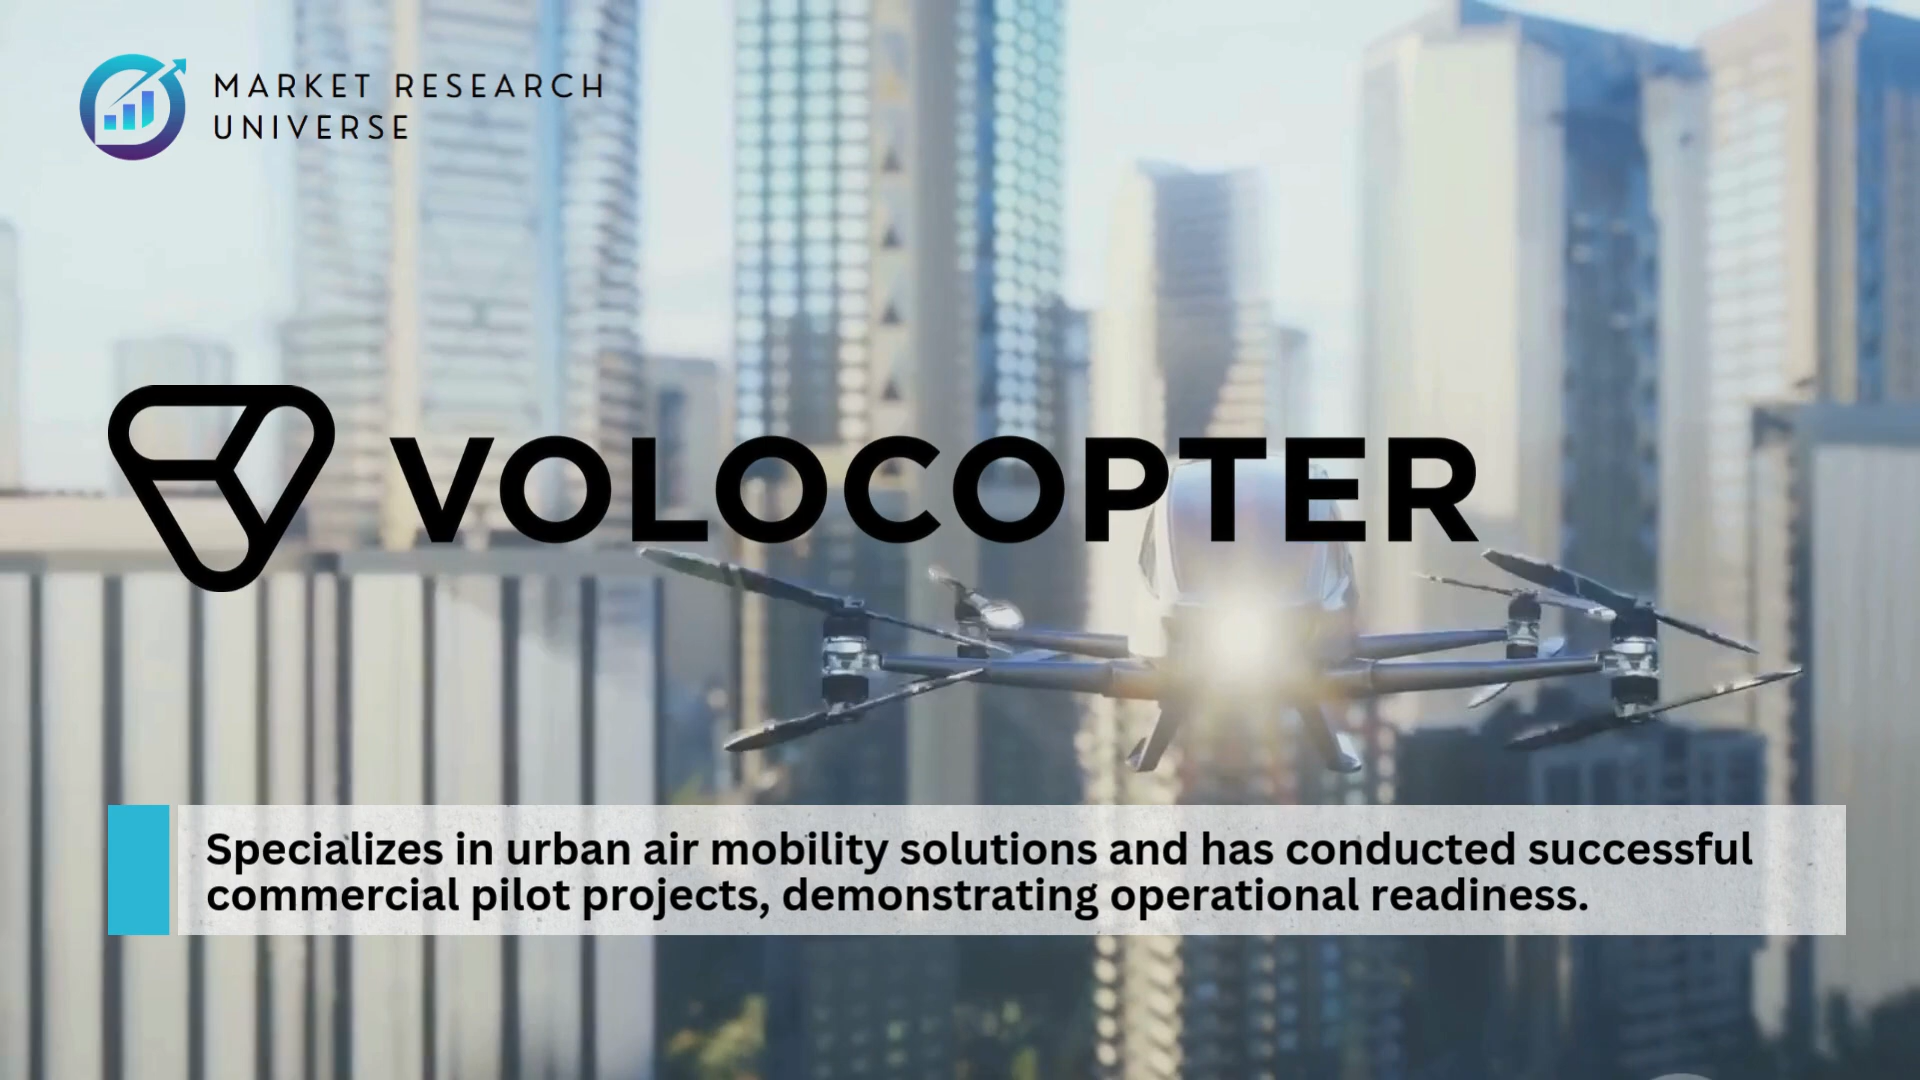 MARKET RESEARCH
UNIVERSE
VOLOCOPTER
Specializes in urban air mobility solutions and has conducted successful
commercial pilot projects, demonstrating operational readiness.